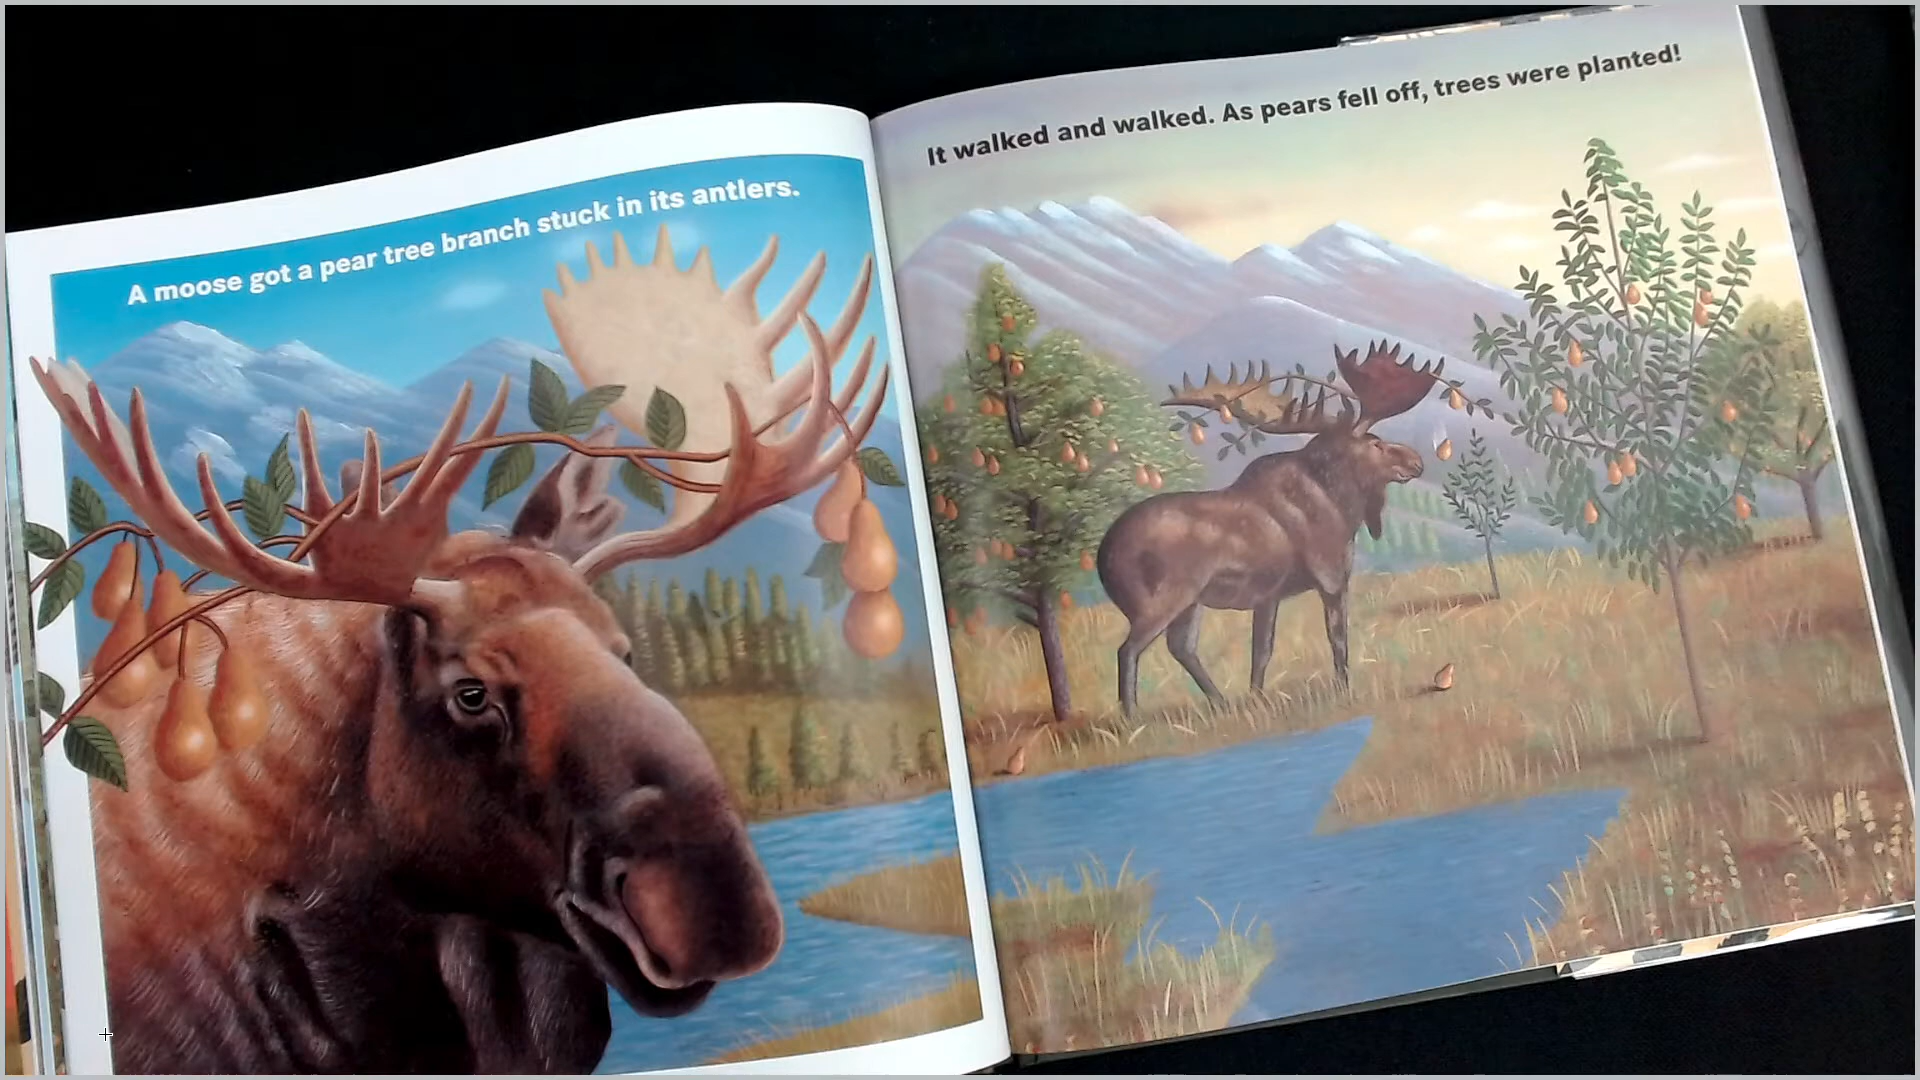 A moose got a pear tree branch stuck in its antlers.
It walked and walked. As pears fell off, trees were planted!